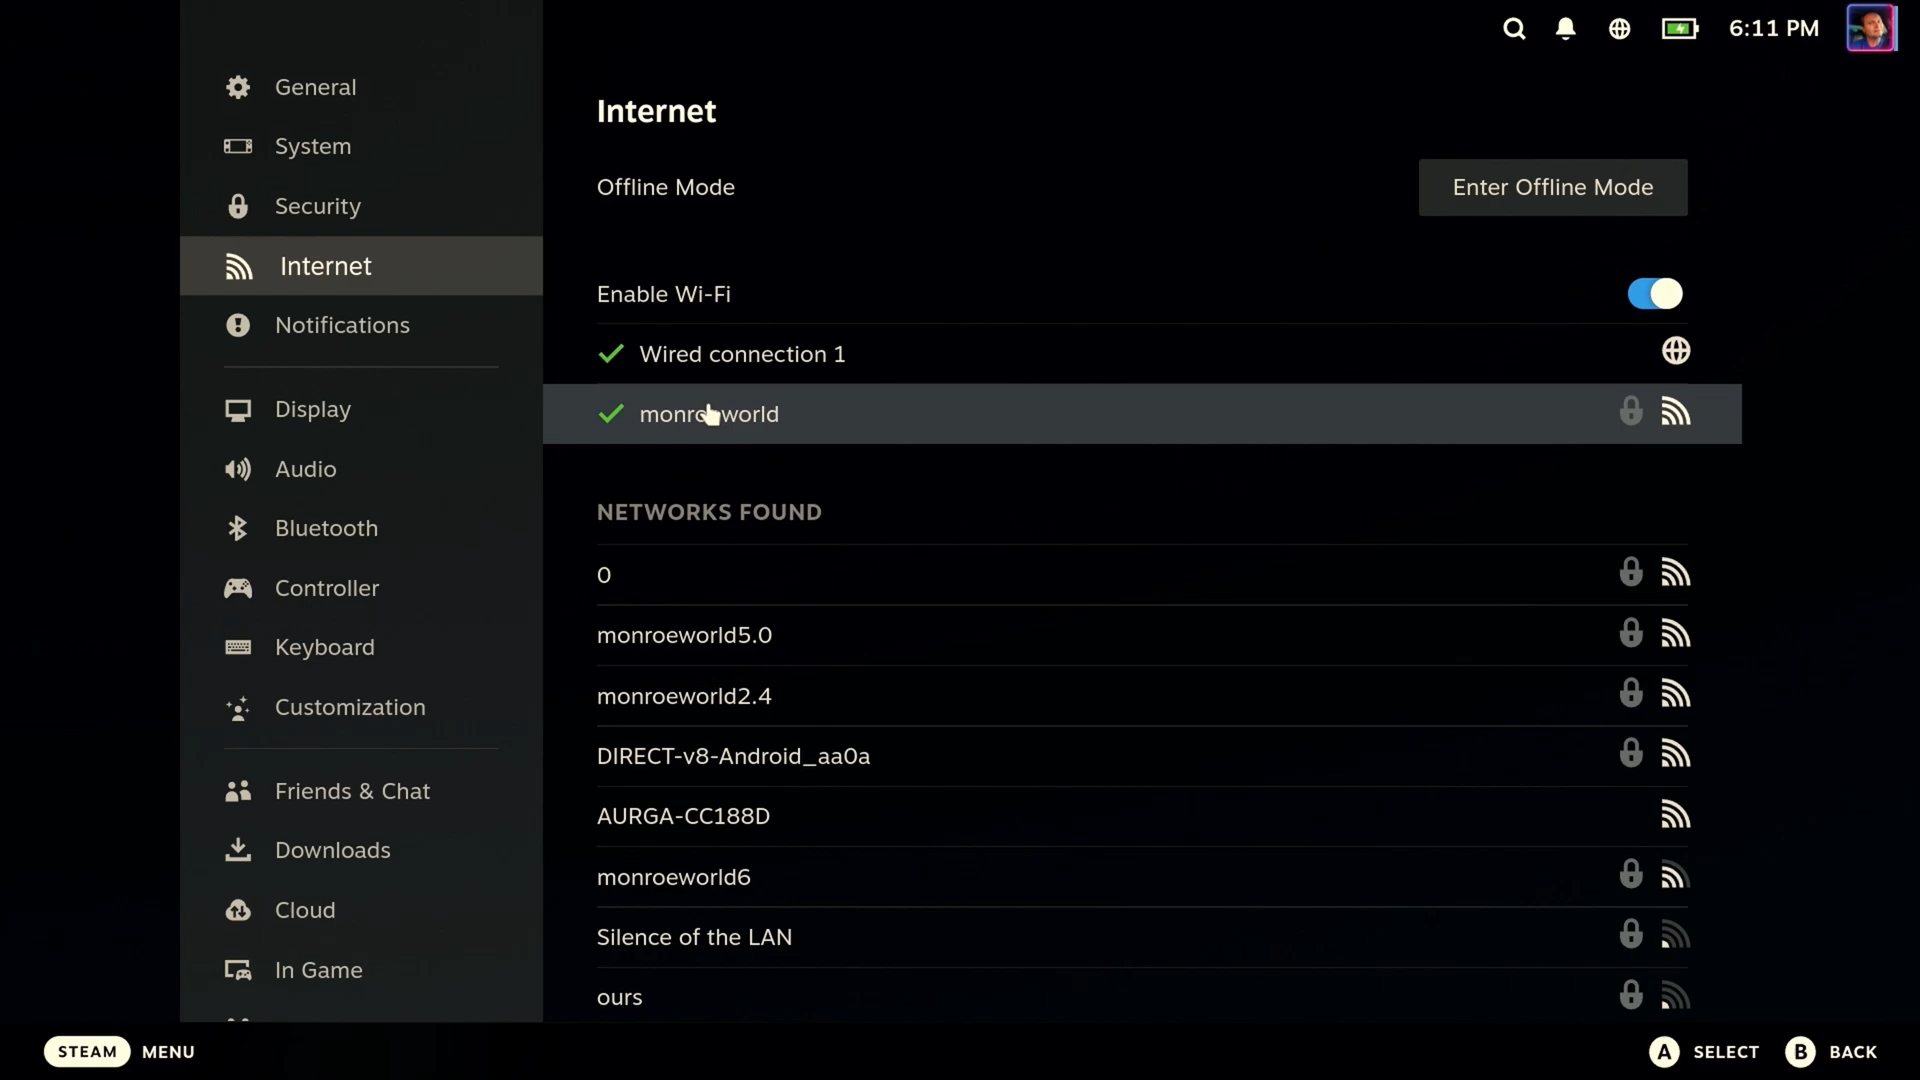 6:11 PM
General
System
Security
Internet
Notifications
Display
Audio
Bluetooth
Controller
Keyboard
Customization
Friends & Chat
Downloads
Cloud
In Game
Internet
Offline Mode
Enter Offline Mode
Enable Wi-Fi
Wired connection 1
monroeworld
NETWORKS FOUND
0
monroeworld5.0
monroeworld2.4
DIRECT-v8-Android_aa0a
AURGA-CC188D
monroeworld6
Silence of the LAN
ours
STEAM MENU
A SELECT B BACK